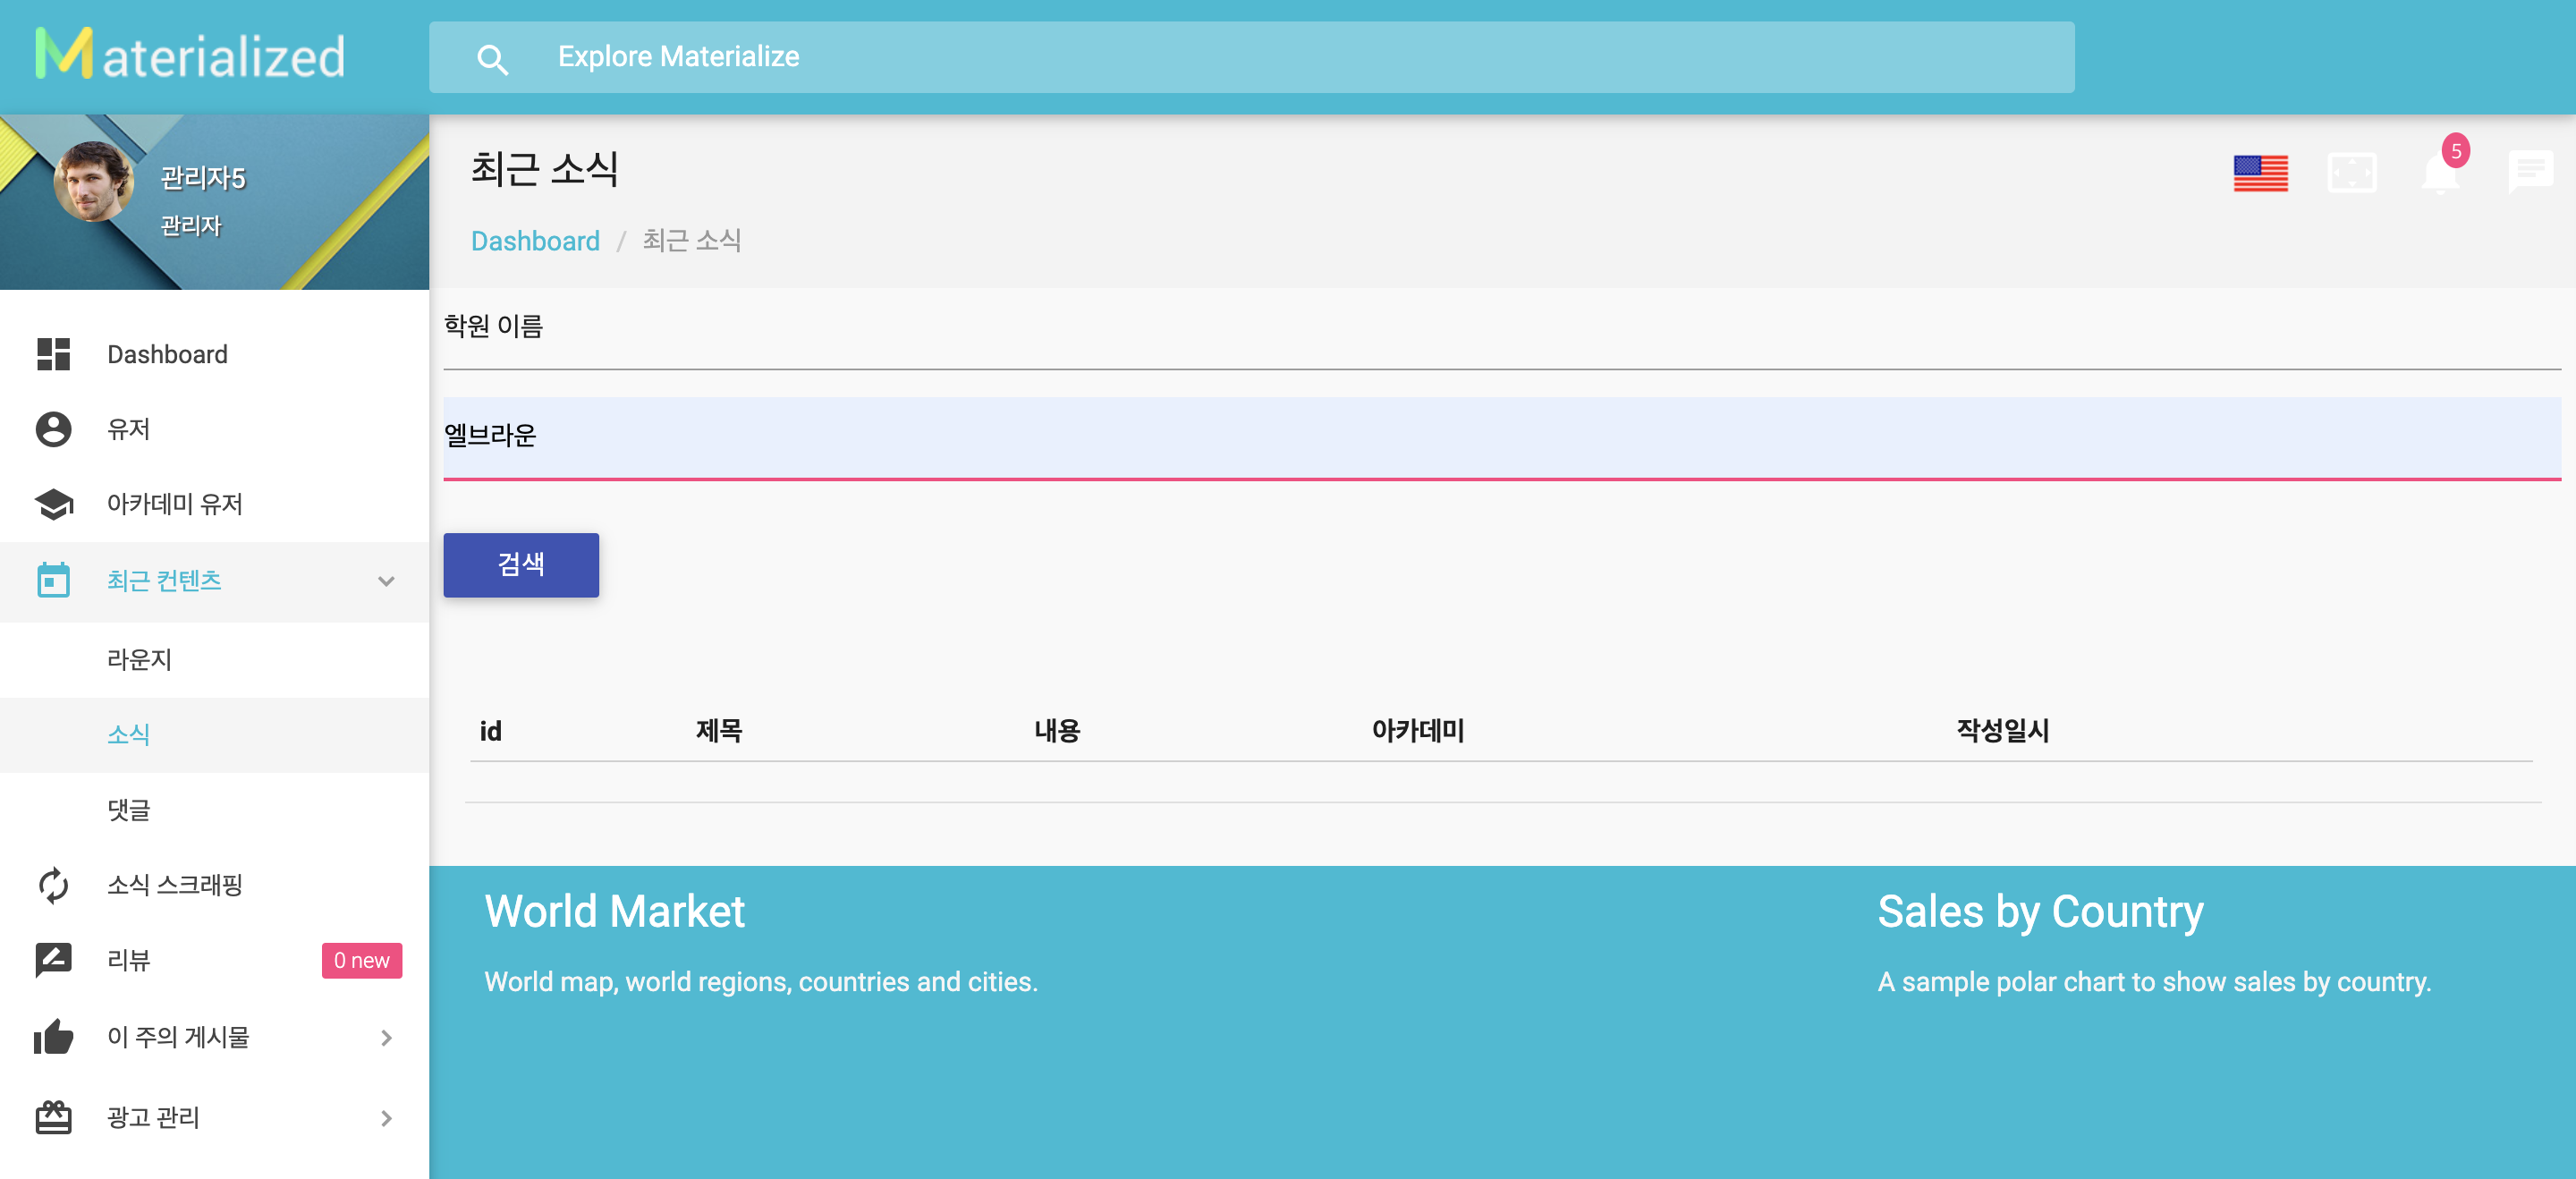 Materialized
Explore Materialize
관리자5
관리자
최근 소식
5
Dashboard / 최근 소식
Dashboard
유저
아카데미 유저
최근 컨텐츠
라운지
소식
댓글
소식 스크래핑
리뷰 0 new
이 주의 게시물
광고 관리
학원 이름
엘브라운
검색
id 제목 내용 아카데미 작성일시
World Market
World map, world regions, countries and cities.
Sales by Country
A sample polar chart to show sales by country.